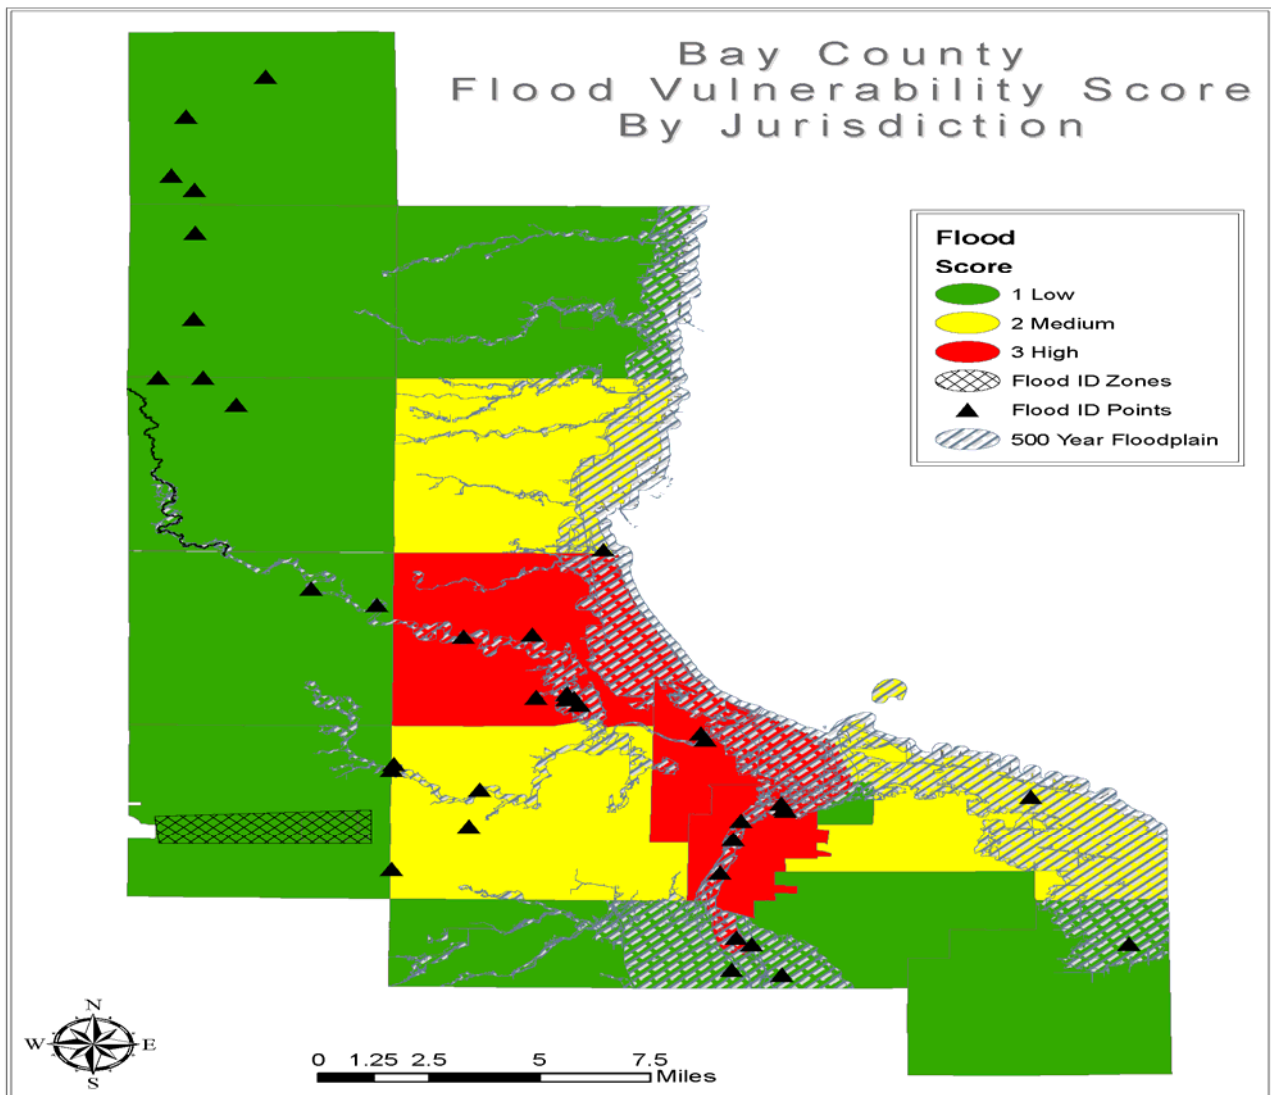 Bay County
Flood Vulnerability Score
By Jurisdiction
Flood
Score
1 Low
2 Medium
3 High
Flood ID Zones
Flood ID Points
500 Year Floodplain
N
W E
S
0 1.25 2.5 5 7.5
Miles